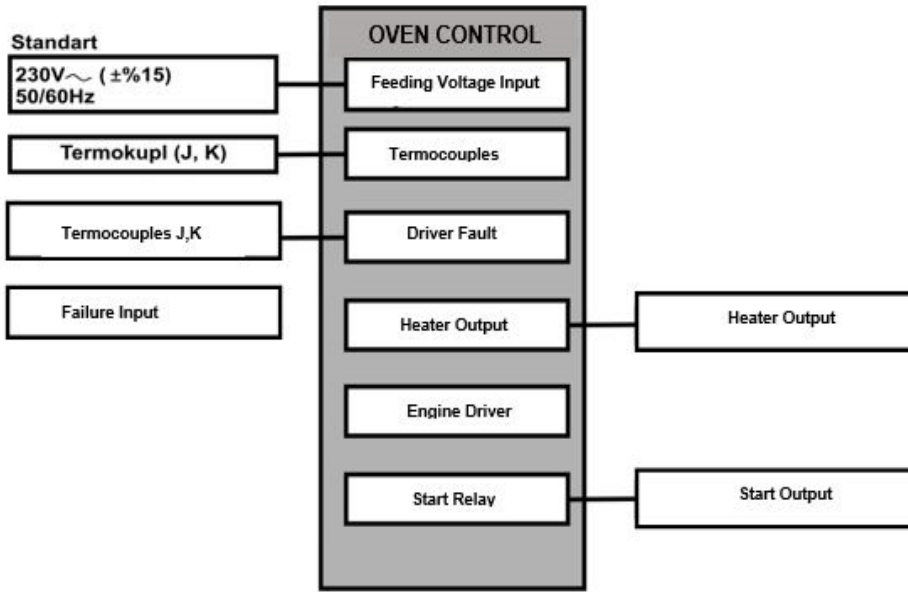 Standart
230V~ (±%15)
50/60Hz
Termokupl (J, K)
Termocouples J,K
Failure Input
OVEN CONTROL
Feeding Voltage Input
Termocouples
Driver Fault
Heater Output
Engine Driver
Start Relay
Heater Output
Start Output